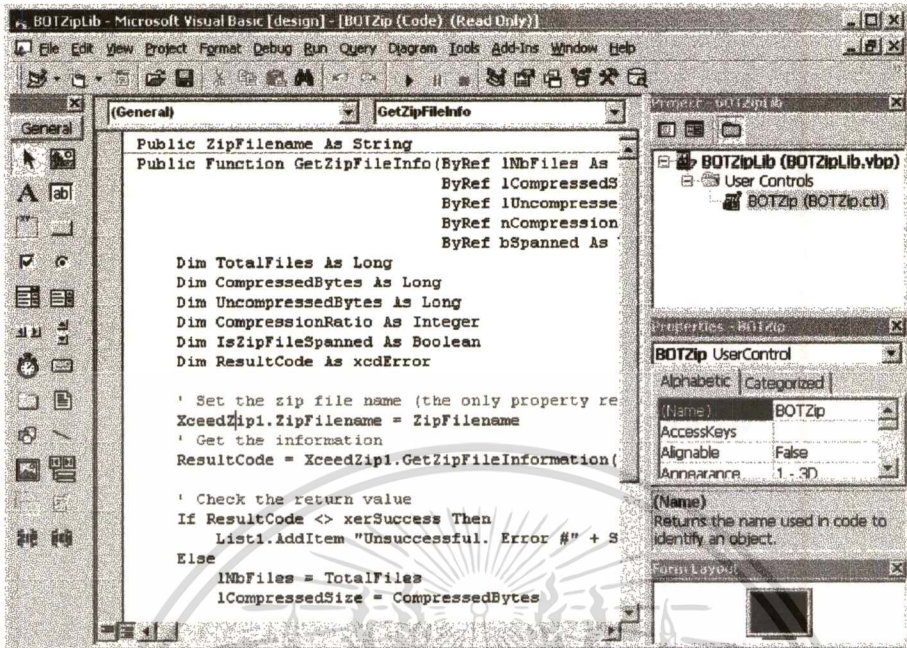 BOTZipLib - Microsoft Visual Basic [design] - [BOTZip (Code) (Read Only)]
File Edit View Project Format Debug Run Query Diagram Tools Add-Ins Window Help
General
(General)
GetZipFileInfo
Public ZipFilename As String
Public Function GetZipFileInfo(ByRef lNbFiles As
ByRef lCompressedS
ByRef lUncompresse
ByRef nCompression
ByRef bSpanned As
Dim TotalFiles As Long
Dim CompressedBytes As Long
Dim UncompressedBytes As Long
Dim CompressionRatio As Integer
Dim IsZipFileSpanned As Boolean
Dim ResultCode As xcdError
' Set the zip file name (the only property re
XceedZip1.ZipFilename = ZipFilename
' Get the information
ResultCode = XceedZip1.GetZipFileInformation(
' Check the return value
If ResultCode <> xerSuccess Then
List1.AddItem "Unsuccessful. Error #" + S
Else
lNbFiles = TotalFiles
lCompressedSize = CompressedBytes
Project - BOTZipLib
BOTZipLib (BOTZipLib.vbp)
User Controls
BOTZip (BOTZip.ctl)
Properties - BOTZip
BOTZip UserControl
Alphabetic Categorized
(Name) BOTZip
AccessKeys
Alignable False
Appearance 1 - 3D
(Name)
Returns the name used in code to
identify an object.
Form Layout